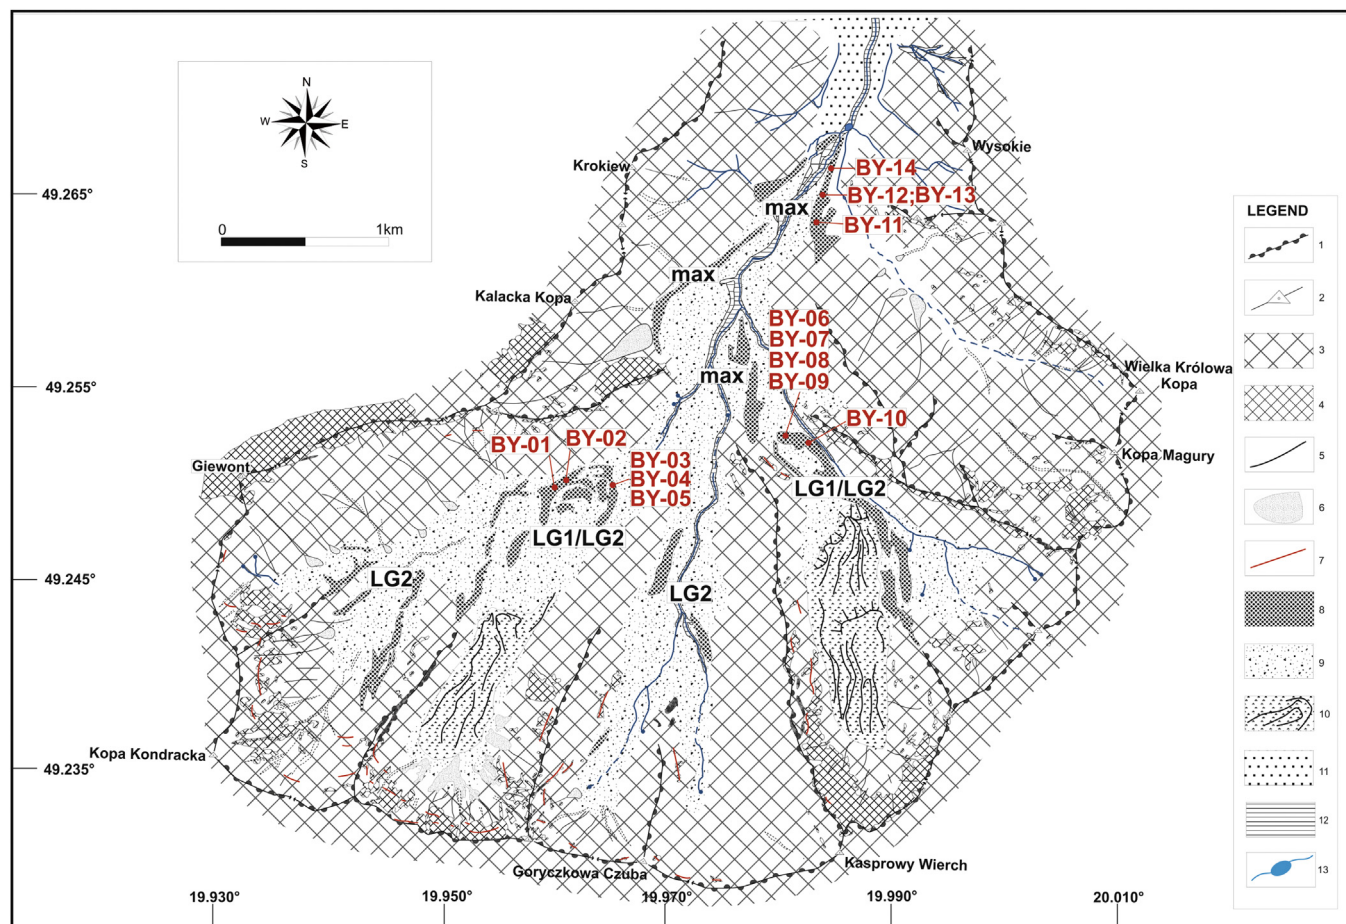 N
W
E
S
0
1km
49.265°
49.255°
49.245°
49.235°
19.930°
19.950°
19.970°
19.990°
20.010°
Krokiew
Wysokie
BY-14
BY-12;BY-13
max
BY-11
max
Kalacka Kopa
BY-06
BY-07
BY-08
BY-09
max
Wielka Królowa
Kopa
BY-10
BY-01
BY-02
Kopa Magury
Giewont
BY-03
BY-04
BY-05
LG1/LG2
LG1/LG2
LG2
LG2
Kopa Kondracka
Goryczkowa Czuba
Kasprowy Wierch
LEGEND
1
2
3
4
5
6
7
8
9
10
11
12
13